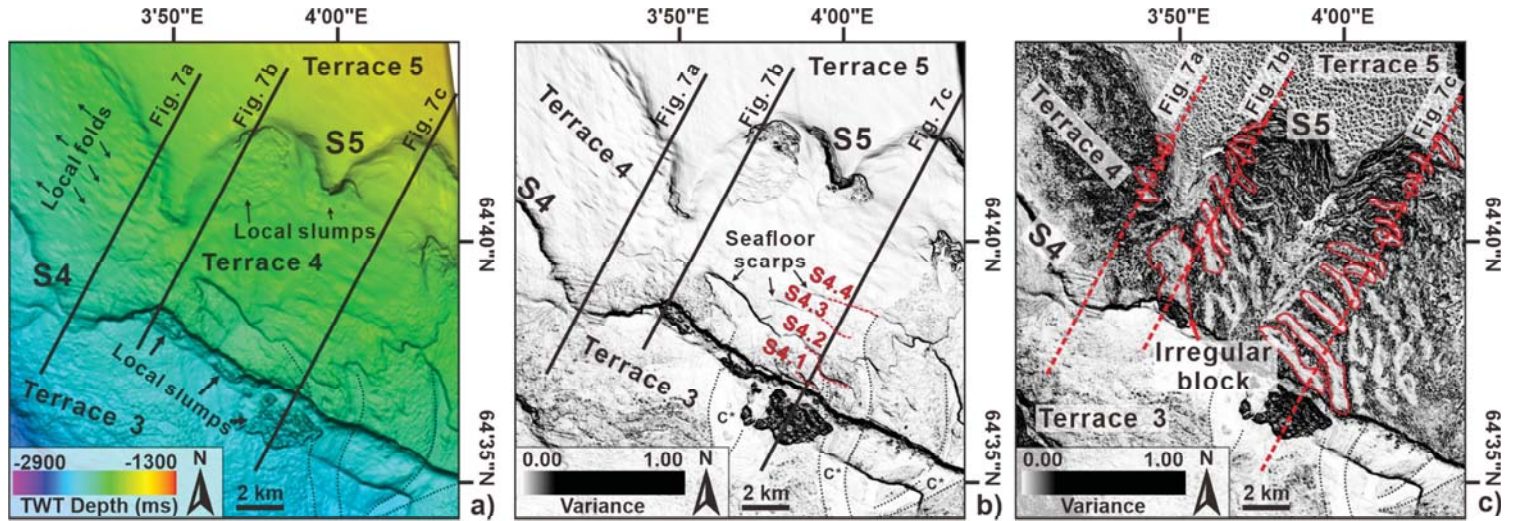 3'50"E
4'00"E
Terrace 5
Fig. 7a
Fig. 7b
Fig. 7c
Local folds
S5
Local slumps
Terrace 4
S4
Local slumps
Local slumps
Terrace 3
64'40"
N
64'35"
N
-2900
-1300
TWT Depth (ms)
N
2 km
a)
3'50"E
4'00"E
Terrace 5
Fig. 7a
Fig. 7b
Fig. 7c
Terrace 4
S5
S4
Seafloor
scarps
S4.4
S4.3
S4.2
S4.1
Terrace 3
C*
C*
C*
64'40"
N
64'35"
N
0.00
1.00
Variance
N
2 km
b)
3'50"E
4'00"E
Terrace 5
Fig. 7a
Fig. 7b
Fig. 7c
Terrace 4
S5
S4
Irregular
block
Terrace 3
64'40"
N
64'35"
N
0.00
1.00
Variance
N
2 km
c)